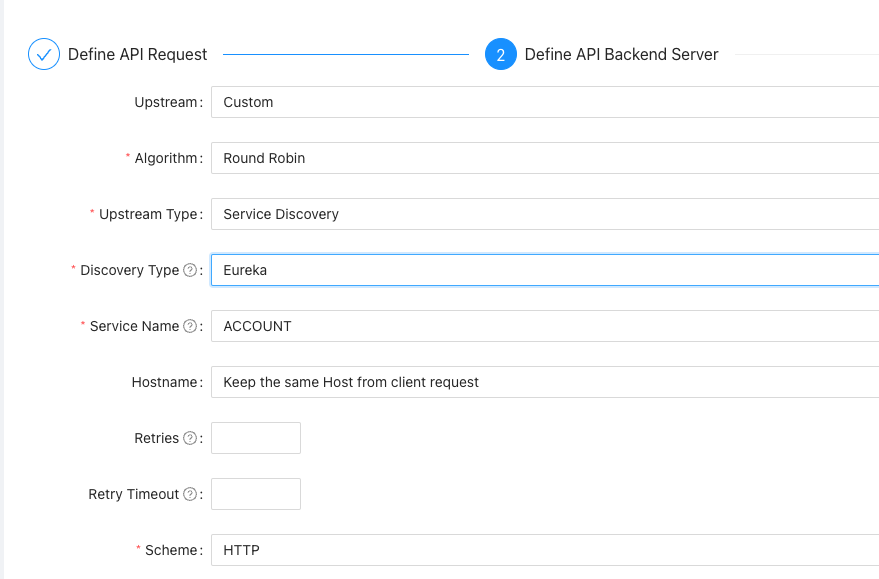 Define API Request
2 Define API Backend Server
Upstream: Custom
* Algorithm: Round Robin
* Upstream Type: Service Discovery
* Discovery Type ? : Eureka
* Service Name ? : ACCOUNT
Hostname: Keep the same Host from client request
Retries ? :
Retry Timeout ? :
* Scheme: HTTP